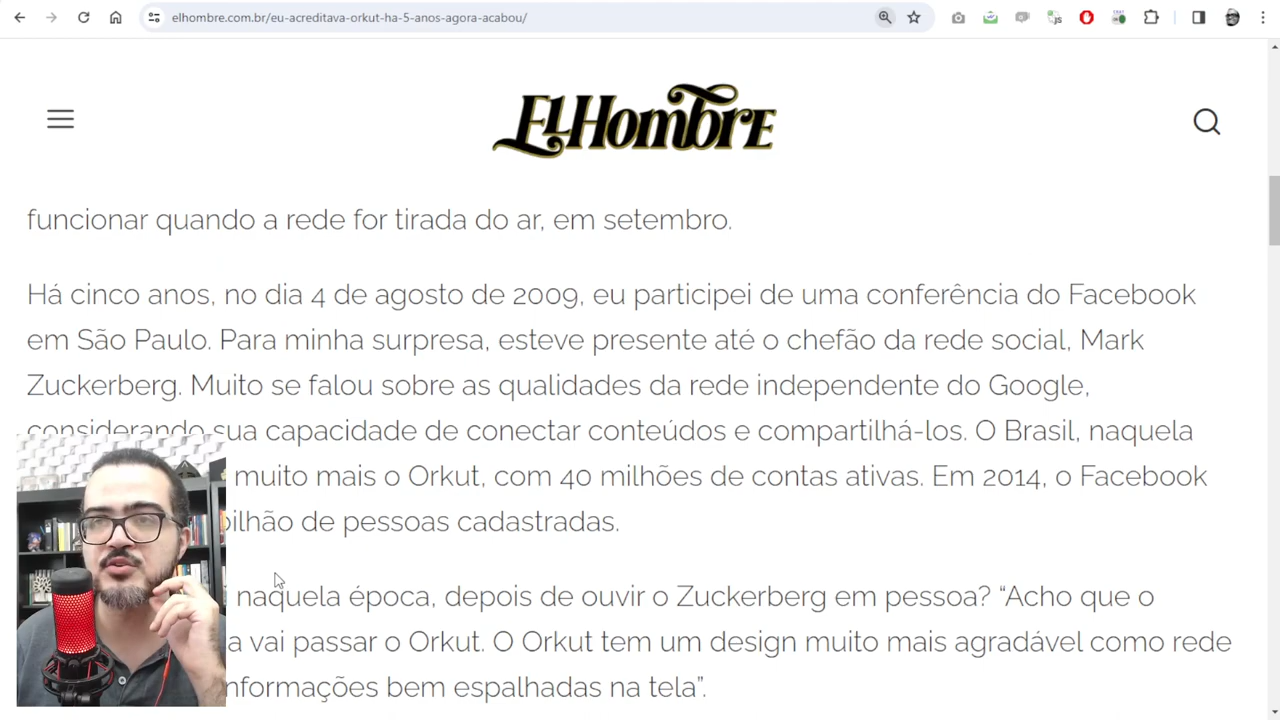 elhombre.com.br/eu-acreditava-orkut-ha-5-anos-agora-acabou/
ELHOMBRE
funcionar quando a rede for tirada do ar, em setembro.
Há cinco anos, no dia 4 de agosto de 2009, eu participei de uma conferência do Facebook
em São Paulo. Para minha surpresa, esteve presente até o chefão da rede social, Mark
Zuckerberg. Muito se falou sobre as qualidades da rede independente do Google,
considerando sua capacidade de conectar conteúdos e compartilhá-los. O Brasil, naquela
muito mais o Orkut, com 40 milhões de contas ativas. Em 2014, o Facebook
bilhão de pessoas cadastradas.
naquela época, depois de ouvir o Zuckerberg em pessoa? “Acho que o
a vai passar o Orkut. O Orkut tem um design muito mais agradável como rede
nformações bem espalhadas na tela”.